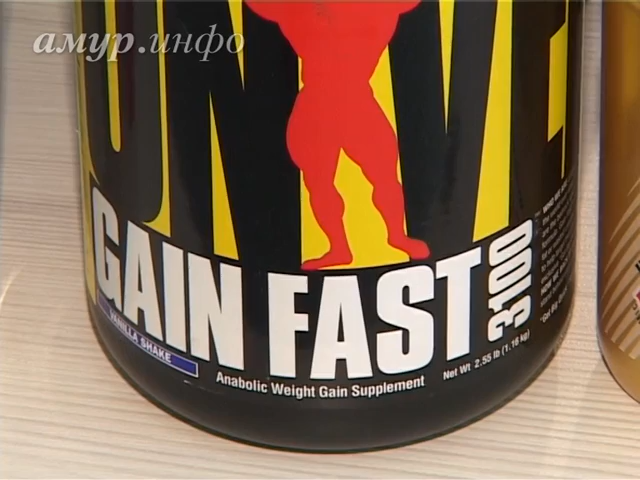 амур.инфо
UNIVE
GAIN FAST
3100
VANILLA SHAKE
Anabolic Weight Gain Supplement
Net Wt 2.55 lb (1.16 kg)